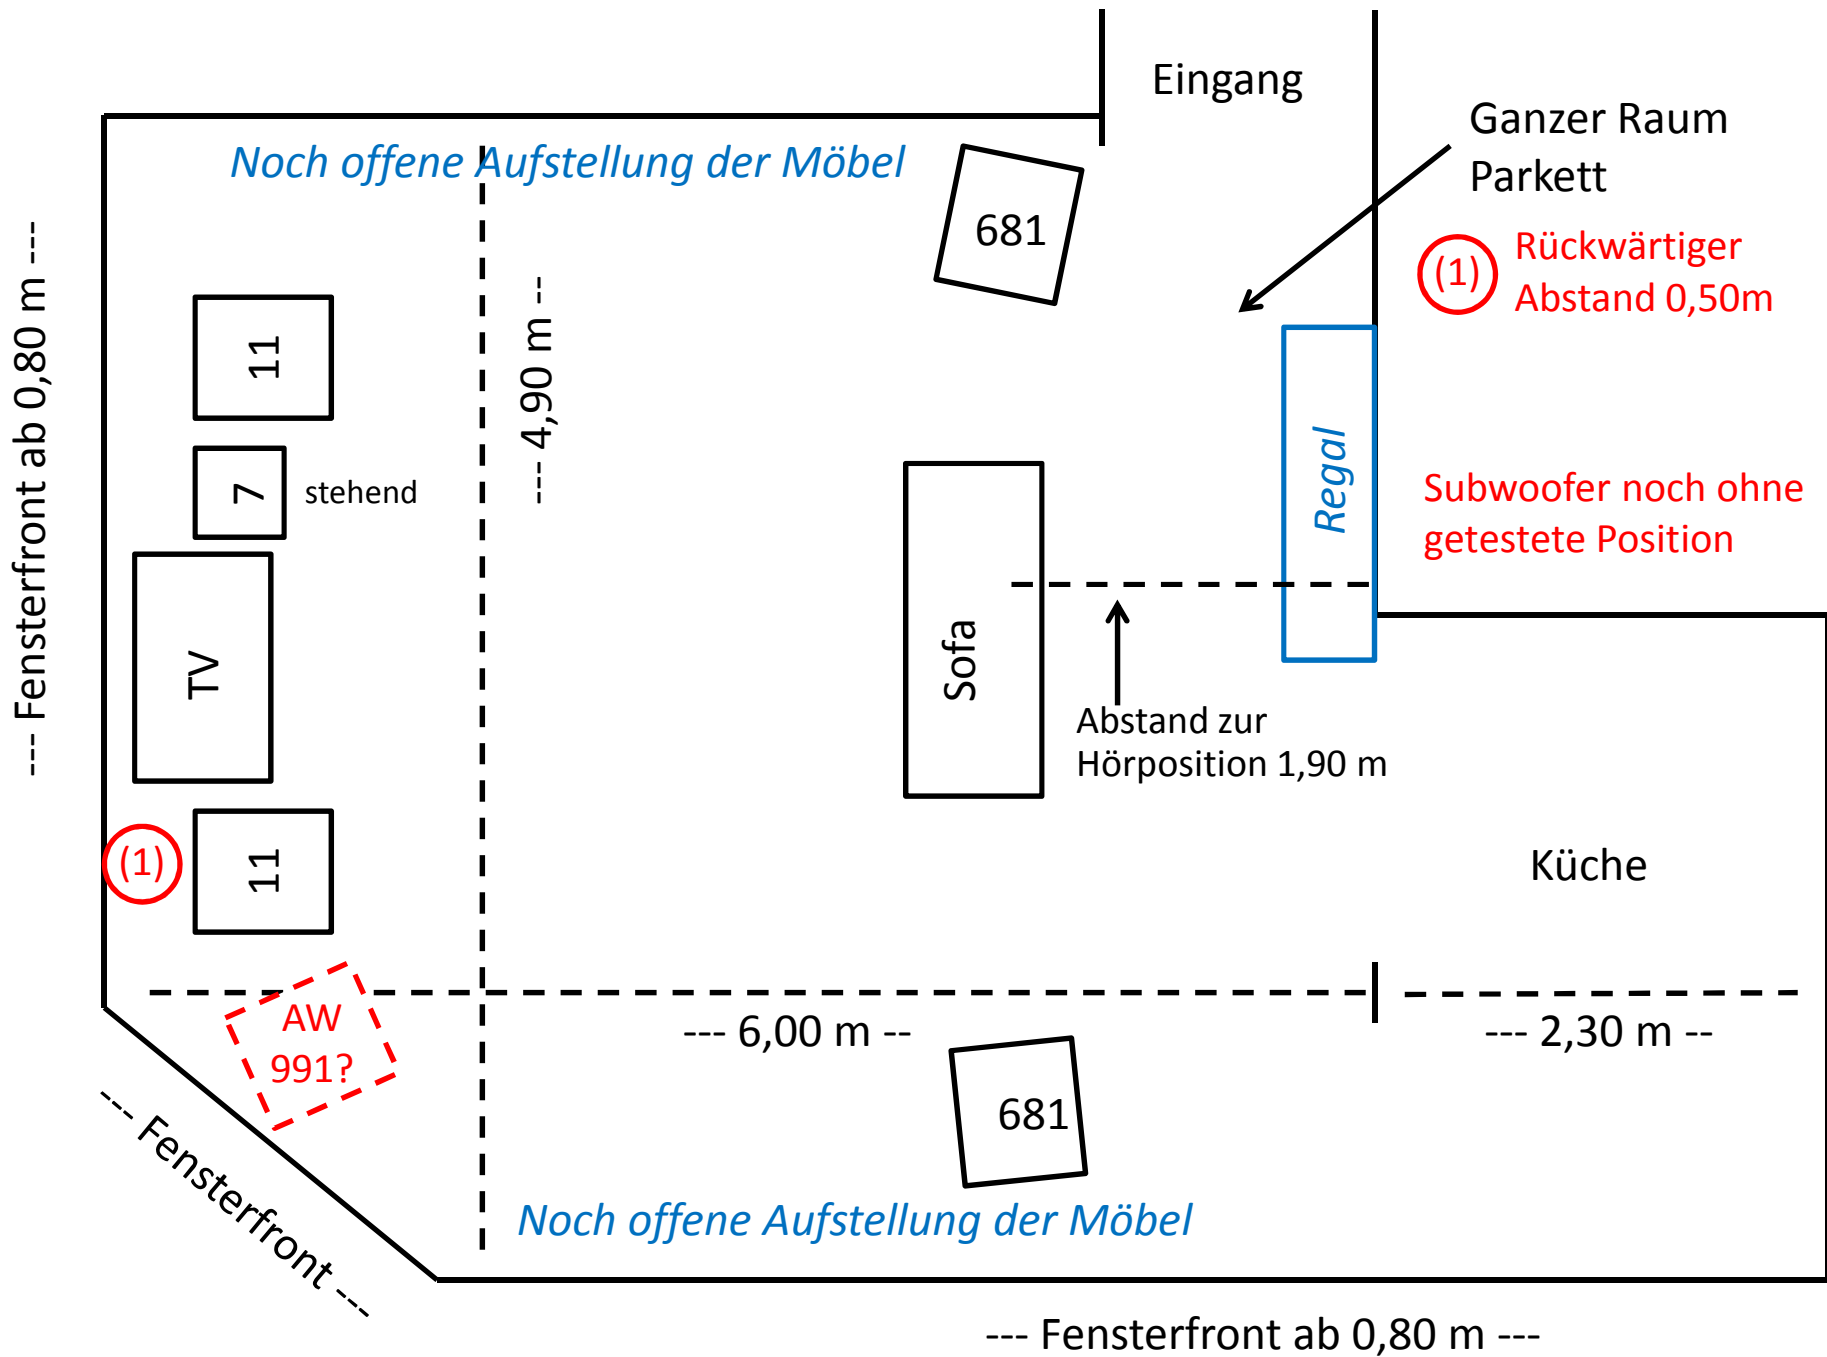 Eingang
Ganzer Raum
Parkett
Noch offene Aufstellung der Möbel
681
(1)
Rückwärtiger
Abstand 0,50m
--- Fensterfront ab 0,80 m ---
---- 4,90 m --
11
7
stehend
Regal
Subwoofer noch ohne
getestete Position
TV
Sofa
Abstand zur
Hörposition 1,90 m
(1)
11
Küche
AW
991?
--- 6,00 m --
--- 2,30 m --
681
--- Fensterfront ---
Noch offene Aufstellung der Möbel
--- Fensterfront ab 0,80 m ---